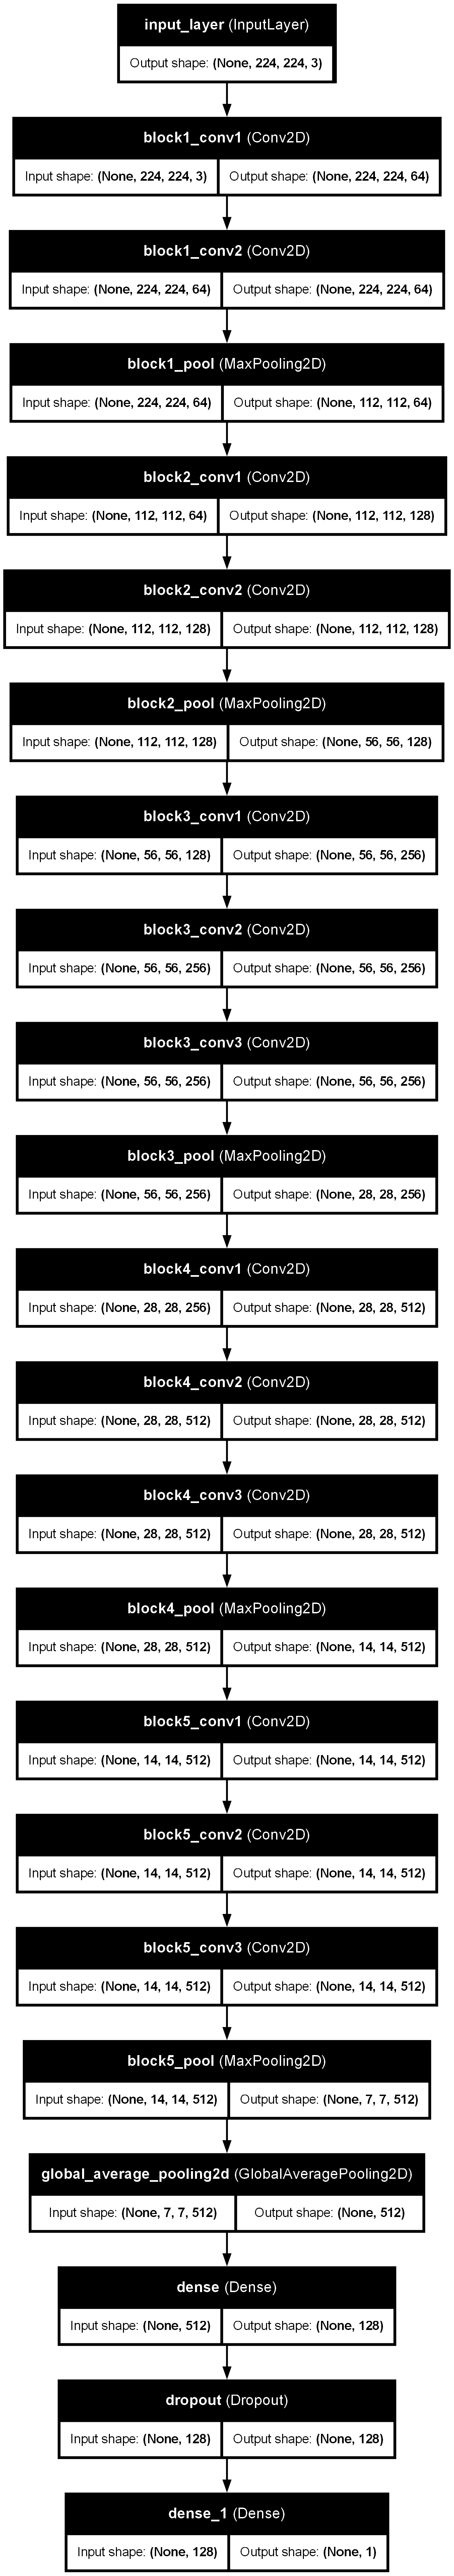 input_layer (InputLayer)
Output shape: (None, 224, 224, 3)
block1_conv1 (Conv2D)
Input shape: (None, 224, 224, 3) Output shape: (None, 224, 224, 64)
block1_conv2 (Conv2D)
Input shape: (None, 224, 224, 64) Output shape: (None, 224, 224, 64)
block1_pool (MaxPooling2D)
Input shape: (None, 224, 224, 64) Output shape: (None, 112, 112, 64)
block2_conv1 (Conv2D)
Input shape: (None, 112, 112, 64) Output shape: (None, 112, 112, 128)
block2_conv2 (Conv2D)
Input shape: (None, 112, 112, 128) Output shape: (None, 112, 112, 128)
block2_pool (MaxPooling2D)
Input shape: (None, 112, 112, 128) Output shape: (None, 56, 56, 128)
block3_conv1 (Conv2D)
Input shape: (None, 56, 56, 128) Output shape: (None, 56, 56, 256)
block3_conv2 (Conv2D)
Input shape: (None, 56, 56, 256) Output shape: (None, 56, 56, 256)
block3_conv3 (Conv2D)
Input shape: (None, 56, 56, 256) Output shape: (None, 56, 56, 256)
block3_pool (MaxPooling2D)
Input shape: (None, 56, 56, 256) Output shape: (None, 28, 28, 256)
block4_conv1 (Conv2D)
Input shape: (None, 28, 28, 256) Output shape: (None, 28, 28, 512)
block4_conv2 (Conv2D)
Input shape: (None, 28, 28, 512) Output shape: (None, 28, 28, 512)
block4_conv3 (Conv2D)
Input shape: (None, 28, 28, 512) Output shape: (None, 28, 28, 512)
block4_pool (MaxPooling2D)
Input shape: (None, 28, 28, 512) Output shape: (None, 14, 14, 512)
block5_conv1 (Conv2D)
Input shape: (None, 14, 14, 512) Output shape: (None, 14, 14, 512)
block5_conv2 (Conv2D)
Input shape: (None, 14, 14, 512) Output shape: (None, 14, 14, 512)
block5_conv3 (Conv2D)
Input shape: (None, 14, 14, 512) Output shape: (None, 14, 14, 512)
block5_pool (MaxPooling2D)
Input shape: (None, 14, 14, 512) Output shape: (None, 7, 7, 512)
global_average_pooling2d (GlobalAveragePooling2D)
Input shape: (None, 7, 7, 512) Output shape: (None, 512)
dense (Dense)
Input shape: (None, 512) Output shape: (None, 128)
dropout (Dropout)
Input shape: (None, 128) Output shape: (None, 128)
dense_1 (Dense)
Input shape: (None, 128) Output shape: (None, 1)